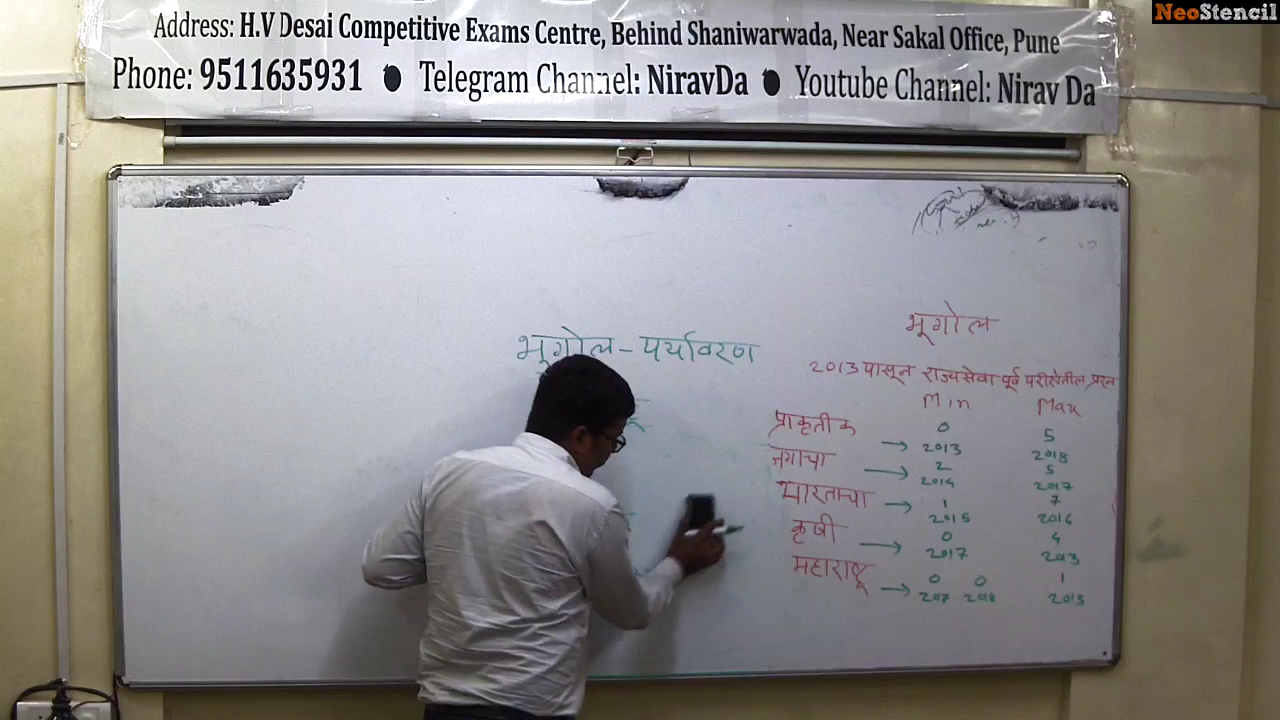 NeoStencil
Address: H.V Desai Competitive Exams Centre, Behind Shaniwarwada, Near Sakal Office, Pune
Phone: 9511635931 ● Telegram Channel: NiravDa ● Youtube Channel: Nirav Da
भूगोल - पर्यावरण
भूगोल
2013 पासून राज्यसेवा पूर्व परीक्षेतील प्रश्न
Min Max
प्राकृतीक → 0 5
2013 2018
जगाचा → 2 5
2014 2017
भारताचा → 1 7
2015 2016
कृषी → 0 4
2017 2013
महाराष्ट्र → 0 0 1
2017 2018 2013